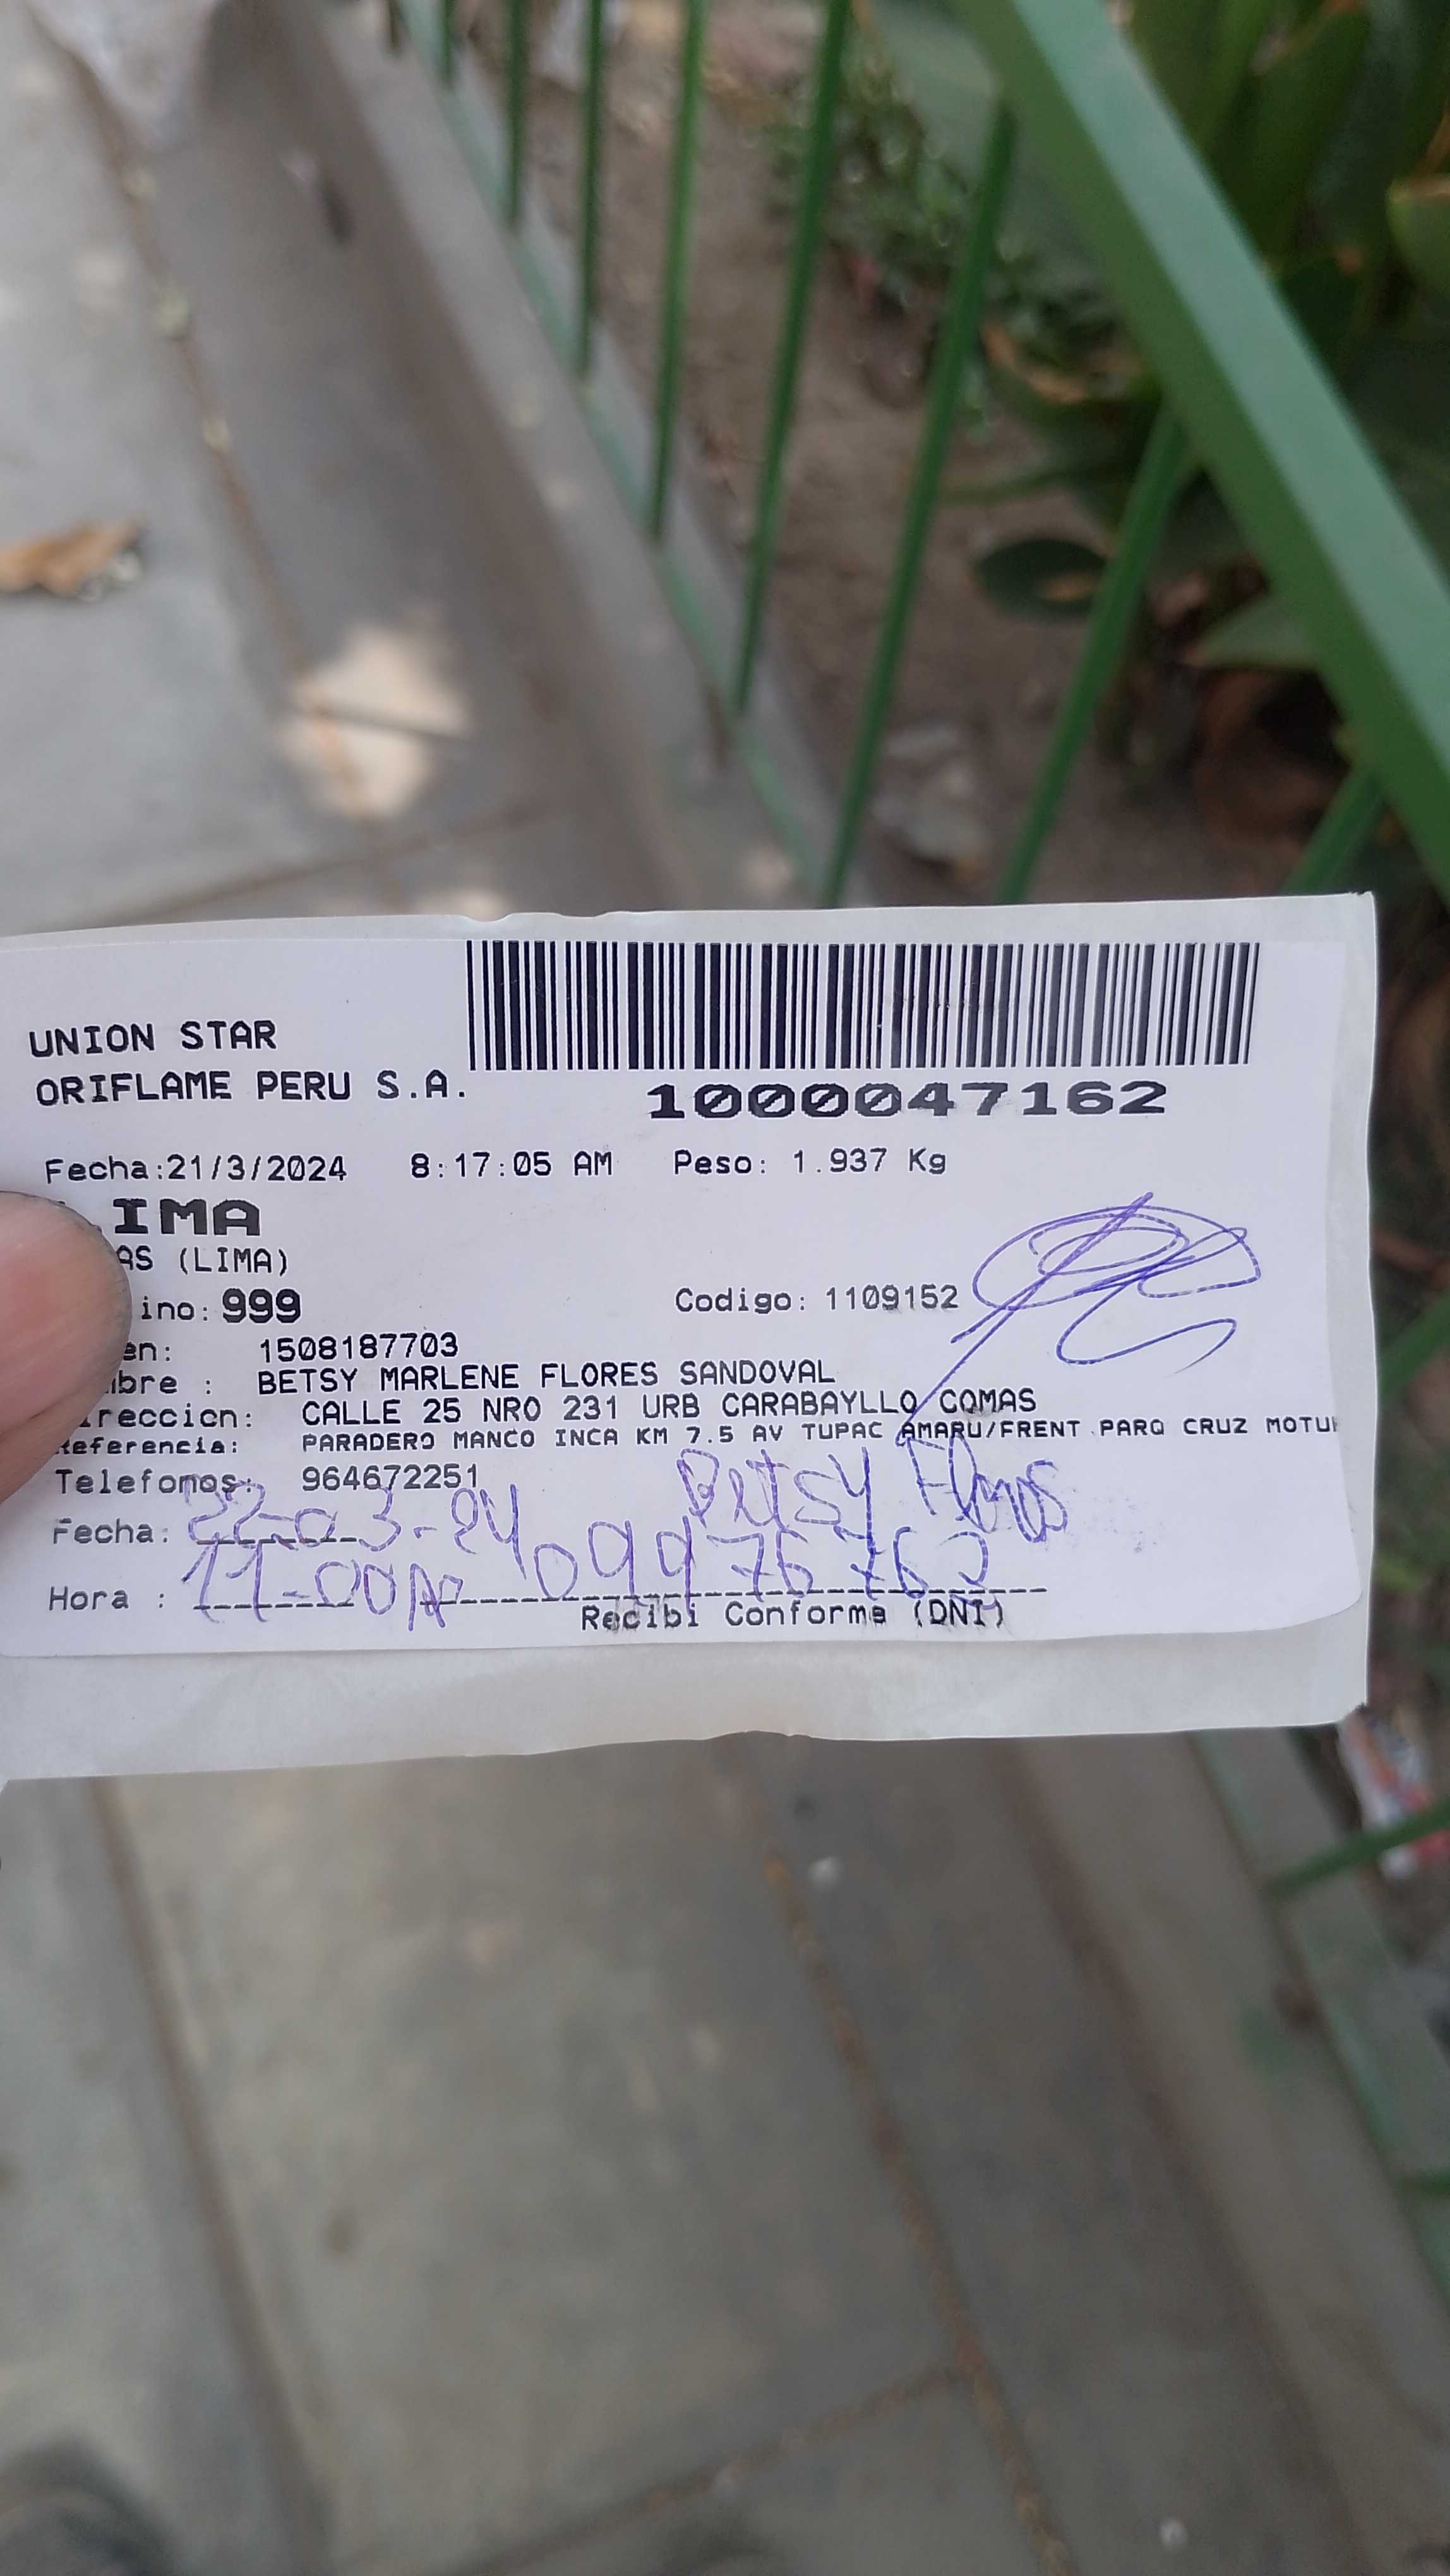 UNION STAR
ORIFLAME PERU S.A.
1000047162
Fecha:21/3/2024 8:17:05 AM Peso: 1.937 Kg
IMA
AS (LIMA)
ino: 999 Codigo: 1109152
en: 1508187703
bre : BETSY MARLENE FLORES SANDOVAL
reccion: CALLE 25 NRO 231 URB CARABAYLLO COMAS
Referencia: PARADERO MANCO INCA KM 7.5 AV TUPAC AMARU/FRENT PARQ CRUZ MOTU
Telefonos: 964672251
Betsy Flores
Fecha: 22-03-24
09976762
Hora : 11-00A
Recibi Conforme (DNI)